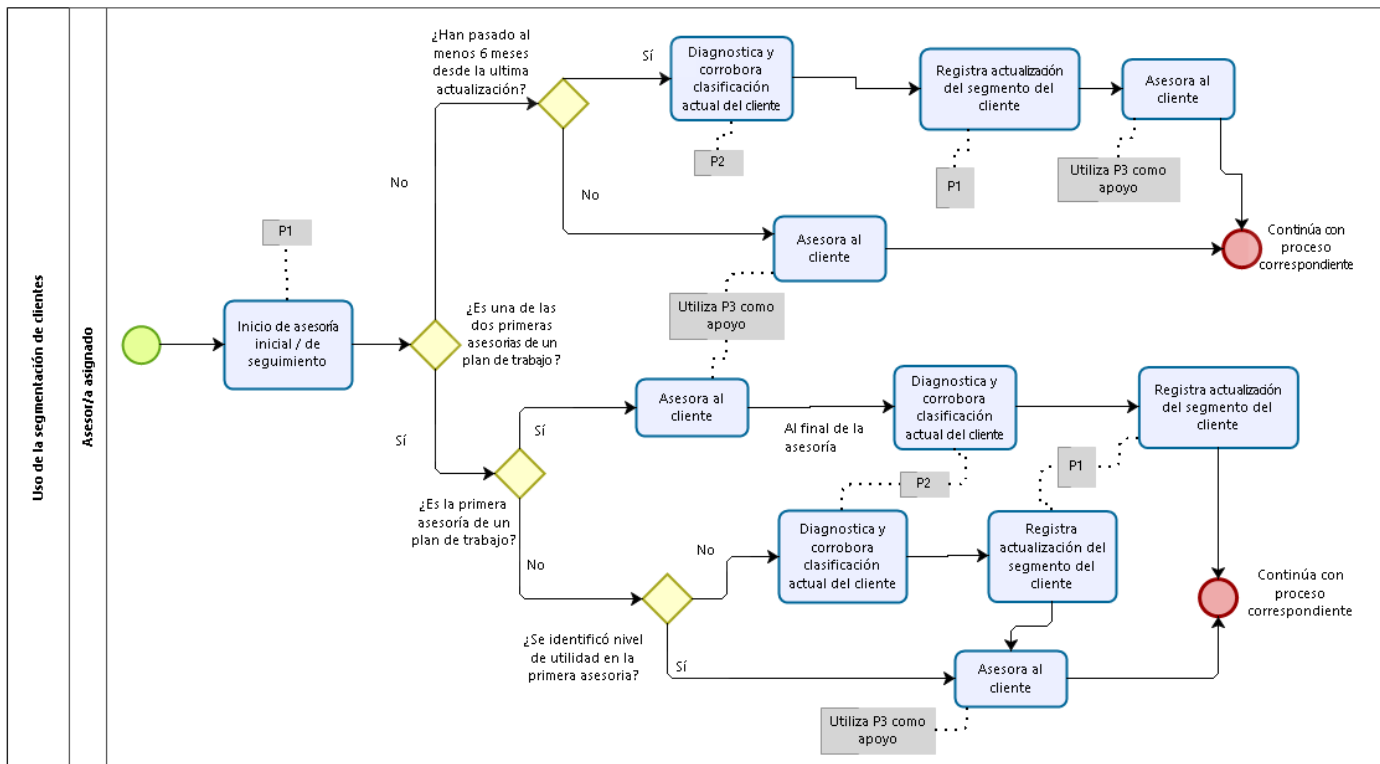 Uso de la segmentación de clientes
Asesor/a asignado
¿Han pasado al
menos 6 meses
desde la ultima
actualización?
Sí
Diagnostica y
corrobora
clasificación
actual del cliente
P2
Registra actualización
del segmento del
cliente
P1
Asesora al
cliente
Utiliza P3 como
apoyo
No
No
Asesora al
cliente
Continúa con
proceso
correspondiente
P1
Inicio de asesoría
inicial / de
seguimiento
¿Es una de las
dos primeras
asesorias de un
plan de trabajo?
Utiliza P3 como
apoyo
Sí
Sí
Asesora al
cliente
Al final de la
asesoría
Diagnostica y
corrobora
clasificación
actual del cliente
Registra actualización
del segmento del
cliente
P2
P1
¿Es la primera
asesoría de un
plan de trabajo?
No
No
Diagnostica y
corrobora
clasificación
actual del cliente
Registra
actualización del
segmento del
cliente
Continúa con
proceso
correspondiente
¿Se identificó nivel
de utilidad en la
primera asesoria?
Sí
Asesora al
cliente
Utiliza P3 como
apoyo